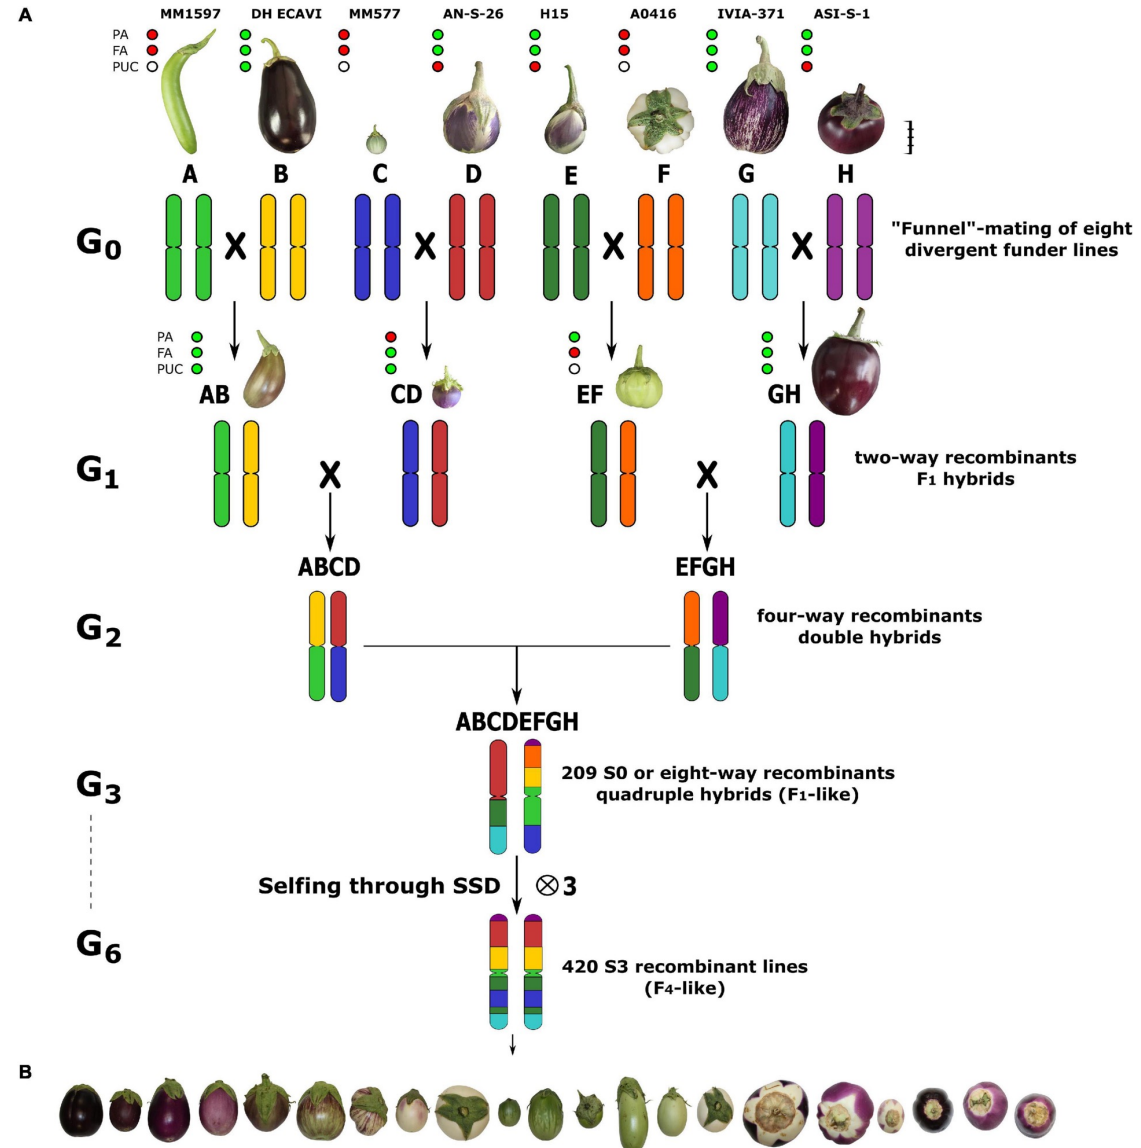 A
MM1597 DH ECAVI MM577 AN-S-26 H15 A0416 IVIA-371 ASI-S-1
PA
FA
PUC
A B C D E F G H
G0 X X X X "Funnel"-mating of eight
divergent funder lines
PA
FA
PUC
AB CD EF GH
G1 X X two-way recombinants
F1 hybrids
ABCD EFGH
G2 four-way recombinants
double hybrids
ABCDEFGH
G3 209 S0 or eight-way recombinants
quadruple hybrids (F1-like)
Selfing through SSD ⊗3
G6 420 S3 recombinant lines
(F4-like)
B